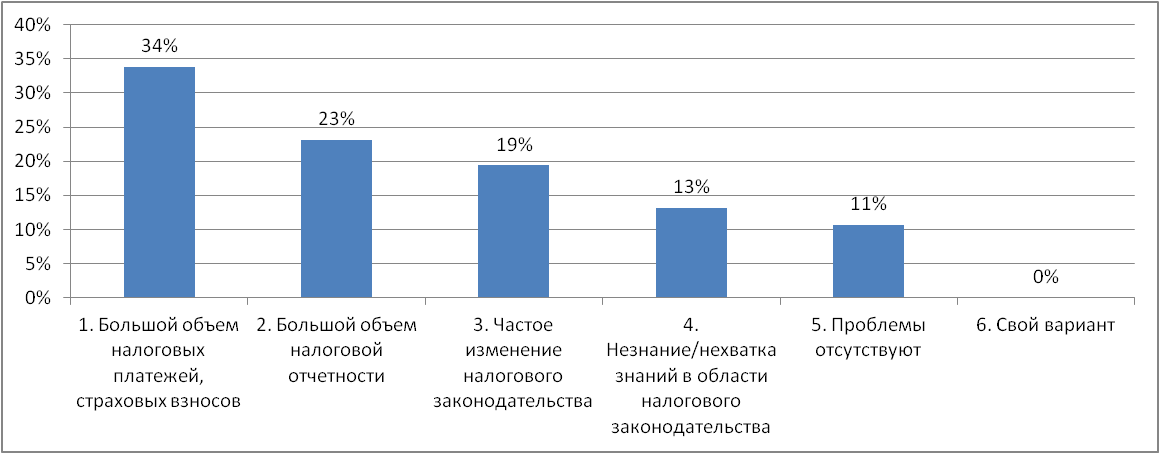 40%
35%
30%
25%
20%
15%
10%
5%
0%
34%
23%
19%
13%
11%
0%
1. Большой объем
налоговых
платежей,
страховых взносов
2. Большой объем
налоговой
отчетности
3. Частое
изменение
налогового
законодательства
4.
Незнание/нехватка
знаний в области
налогового
законодательства
5. Проблемы
отсутствуют
6. Свой вариант